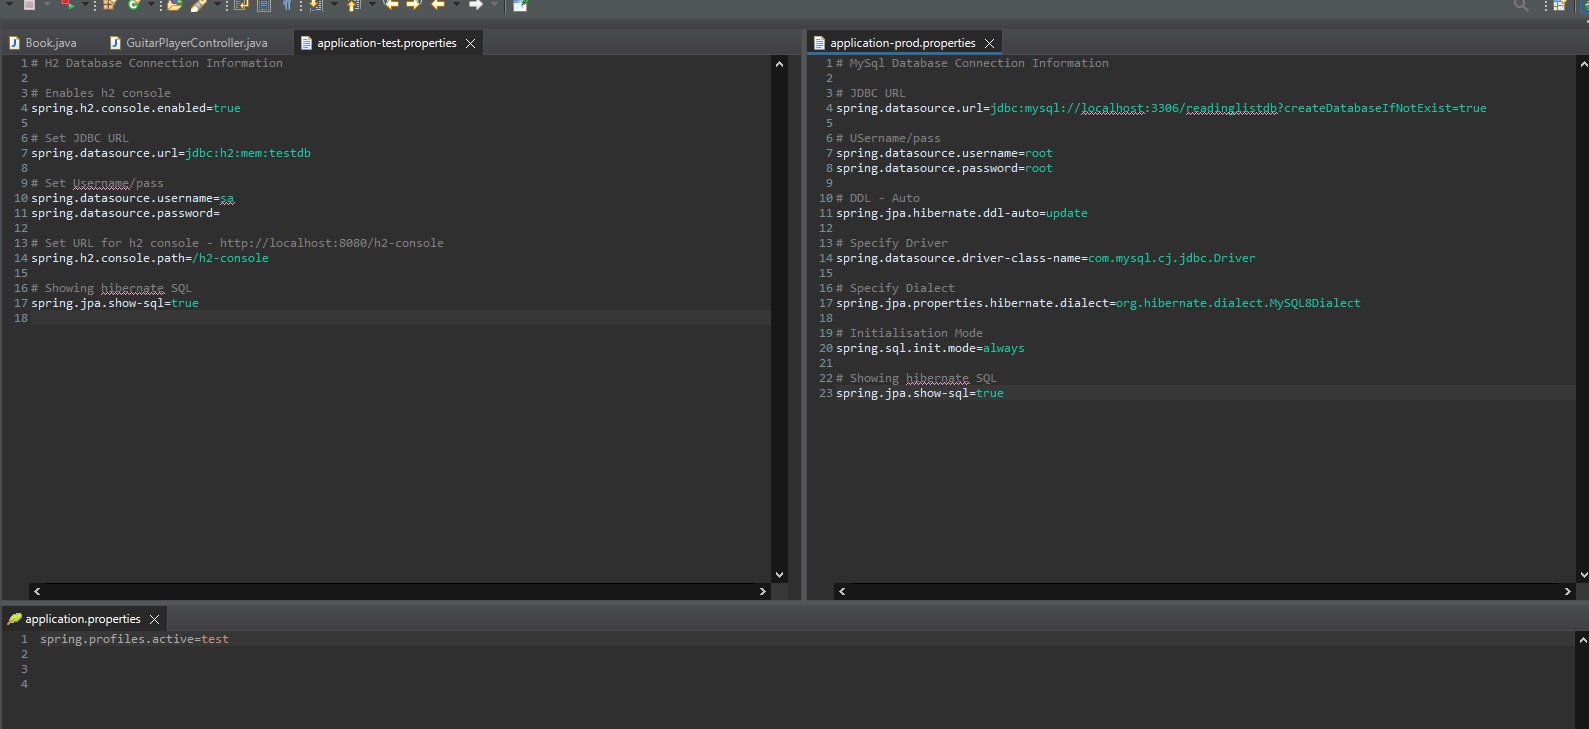 Book.java
GuitarPlayerController.java
application-test.properties
1 # H2 Database Connection Information
2
3 # Enables h2 console
4 spring.h2.console.enabled=true
5
6 # Set JDBC URL
7 spring.datasource.url=jdbc:h2:mem:testdb
8
9 # Set Username/pass
10 spring.datasource.username=sa
11 spring.datasource.password=
12
13 # Set URL for h2 console - http://localhost:8080/h2-console
14 spring.h2.console.path=/h2-console
15
16 # Showing hibernate SQL
17 spring.jpa.show-sql=true
18
application-prod.properties
1 # MySql Database Connection Information
2
3 # JDBC URL
4 spring.datasource.url=jdbc:mysql://localhost:3306/readinglistdb?createDatabaseIfNotExist=true
5
6 # USername/pass
7 spring.datasource.username=root
8 spring.datasource.password=root
9
10 # DDL - Auto
11 spring.jpa.hibernate.ddl-auto=update
12
13 # Specify Driver
14 spring.datasource.driver-class-name=com.mysql.cj.jdbc.Driver
15
16 # Specify Dialect
17 spring.jpa.properties.hibernate.dialect=org.hibernate.dialect.MySQL8Dialect
18
19 # Initialisation Mode
20 spring.sql.init.mode=always
21
22 # Showing hibernate SQL
23 spring.jpa.show-sql=true
application.properties
1 spring.profiles.active=test
2
3
4